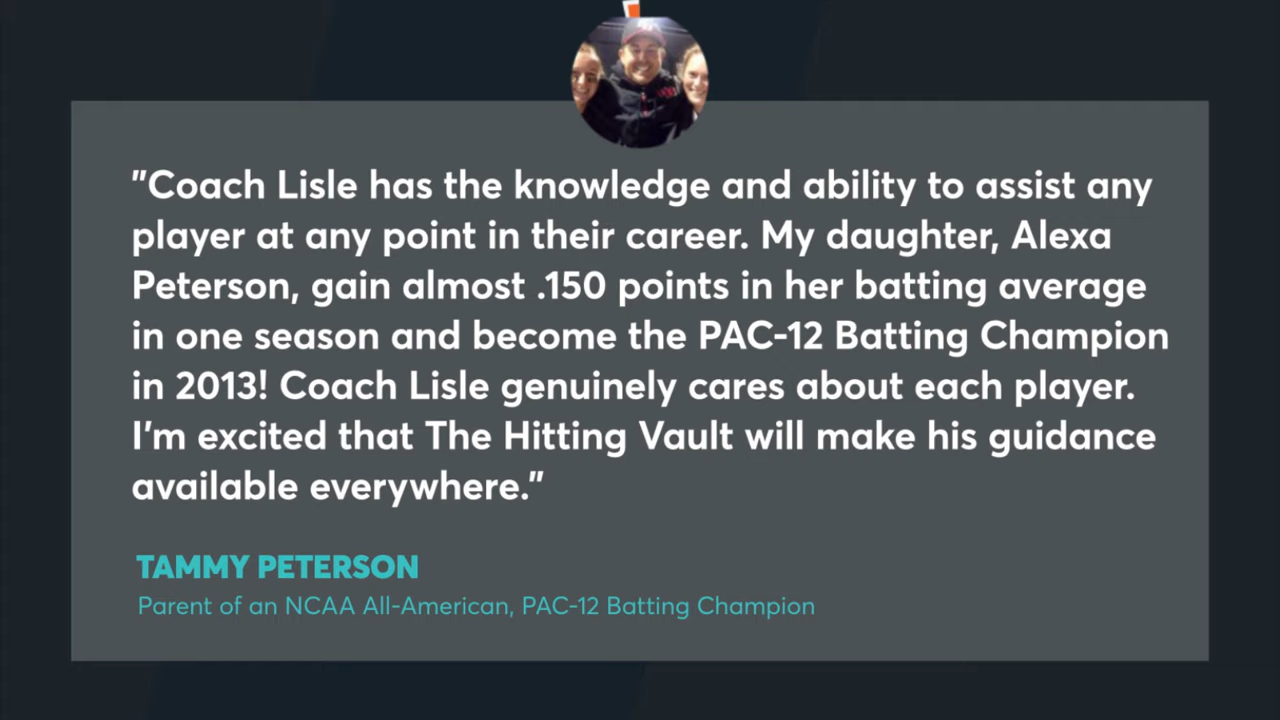 "Coach Lisle has the knowledge and ability to assist any
player at any point in their career. My daughter, Alexa
Peterson, gain almost .150 points in her batting average
in one season and become the PAC-12 Batting Champion
in 2013! Coach Lisle genuinely cares about each player.
I'm excited that The Hitting Vault will make his guidance
available everywhere."
TAMMY PETERSON
Parent of an NCAA All-American, PAC-12 Batting Champion